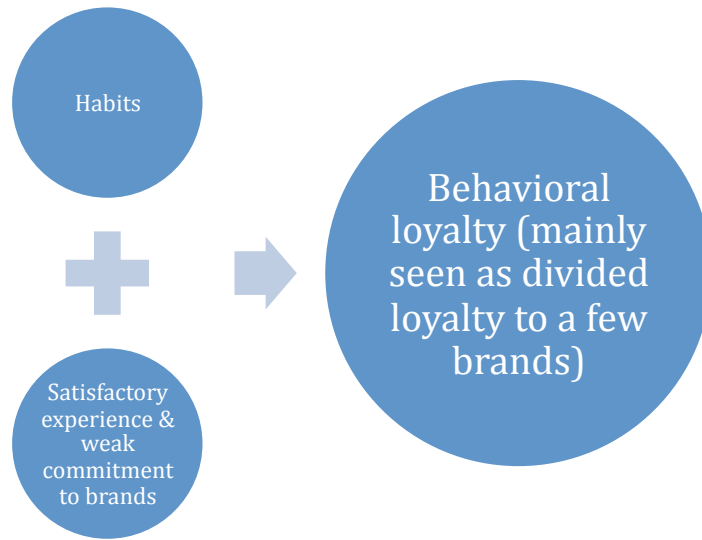 Habits
Satisfactory
experience &
weak
commitment
to brands
Behavioral
loyalty (mainly
seen as divided
loyalty to a few
brands)